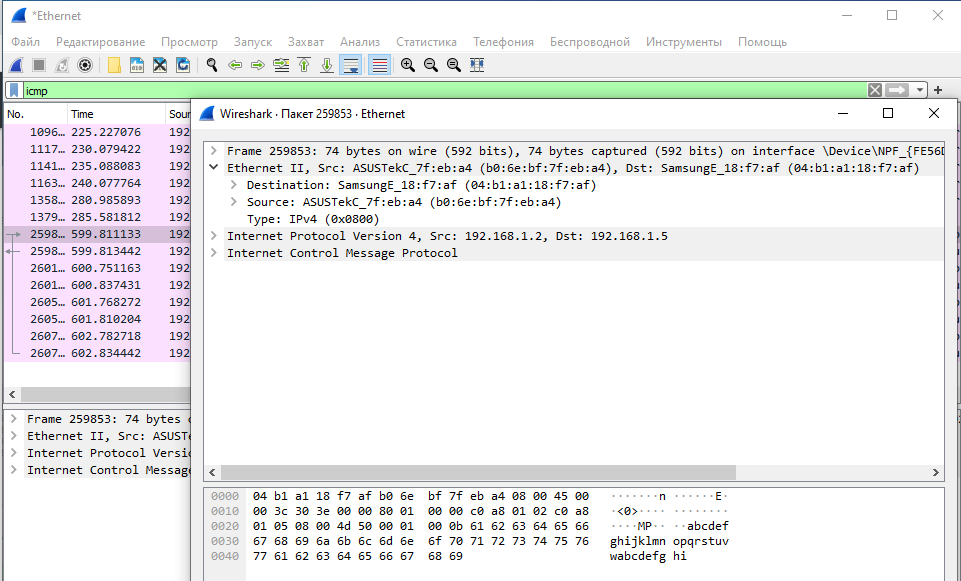 *Ethernet
Файл Редактирование Просмотр Запуск Захват Анализ Статистика Телефония Беспроводной Инструменты Помощь
icmp
No. Time Sour
1096… 225.227076 192
1117… 230.079422 192
1141… 235.088083 192
1163… 240.077764 192
1358… 280.985893 192
1379… 285.581812 192
2598… 599.811133 192
2598… 599.813442 192
2601… 600.751163 192
2601… 600.837431 192
2605… 601.768272 192
2605… 601.810204 192
2607… 602.782718 192
2607… 602.834442 192
Frame 259853: 74 bytes
Ethernet II, Src: ASUSTe
Internet Protocol Versi
Internet Control Message
Wireshark · Пакет 259853 · Ethernet
Frame 259853: 74 bytes on wire (592 bits), 74 bytes captured (592 bits) on interface \Device\NPF_{FE56D
Ethernet II, Src: ASUSTekC_7f:eb:a4 (b0:6e:bf:7f:eb:a4), Dst: SamsungE_18:f7:af (04:b1:a1:18:f7:af)
Destination: SamsungE_18:f7:af (04:b1:a1:18:f7:af)
Source: ASUSTekC_7f:eb:a4 (b0:6e:bf:7f:eb:a4)
Type: IPv4 (0x0800)
Internet Protocol Version 4, Src: 192.168.1.2, Dst: 192.168.1.5
Internet Control Message Protocol
0000 04 b1 a1 18 f7 af b0 6e bf 7f eb a4 08 00 45 00 ·······n ······E·
0010 00 3c 30 3e 00 00 80 01 00 00 c0 a8 01 02 c0 a8 ·<0>···· ········
0020 01 05 08 00 4d 50 00 01 00 0b 61 62 63 64 65 66 ····MP·· ··abcdef
0030 67 68 69 6a 6b 6c 6d 6e 6f 70 71 72 73 74 75 76 ghijklmn opqrstuv
0040 77 61 62 63 64 65 66 67 68 69 wabcdefg hi